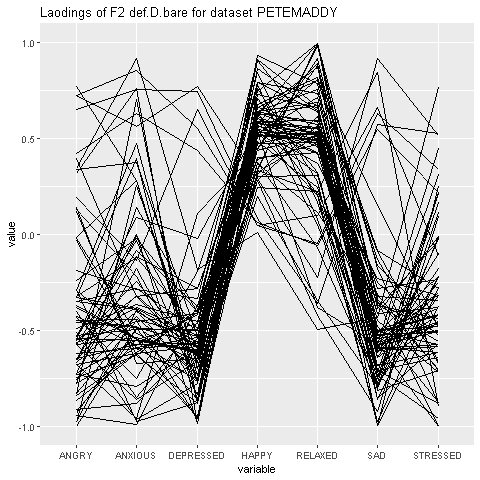 Laodings of F2 def.D.bare for dataset PETEMADDY
1.0
0.5
0.0
-0.5
-1.0
value
ANGRY ANXIOUS DEPRESSED HAPPY RELAXED SAD STRESSED
variable